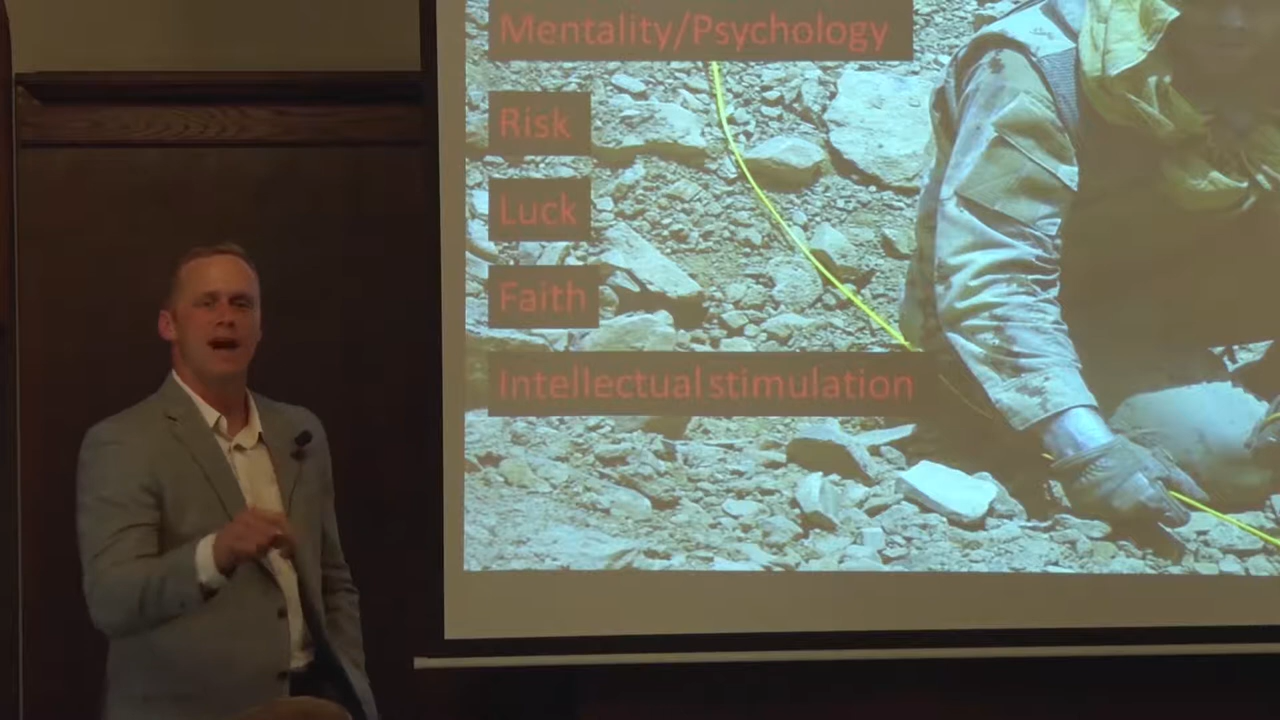 Mentality/Psychology
Risk
Luck
Faith
Intellectual stimulation